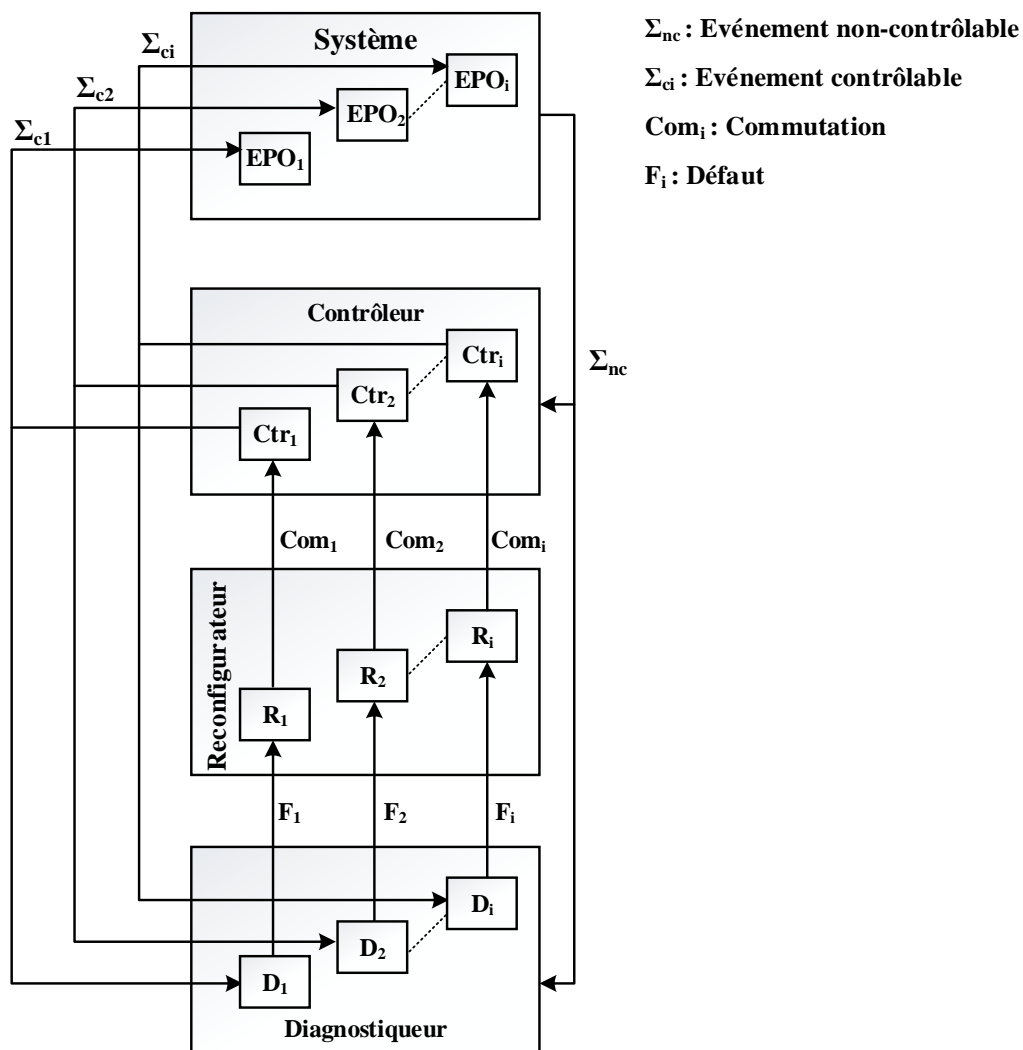 Système
Σci
EPOi
Σc2
EPO2
Σc1
EPO1
Σnc : Evénement non-contrôlable
Σci : Evénement contrôlable
Comi : Commutation
Fi : Défaut
Contrôleur
Ctri
Ctr2
Ctr1
Σnc
Com1
Com2
Comi
Reconfigurateur
Ri
R2
R1
F1
F2
Fi
Di
D2
D1
Diagnostiqueur